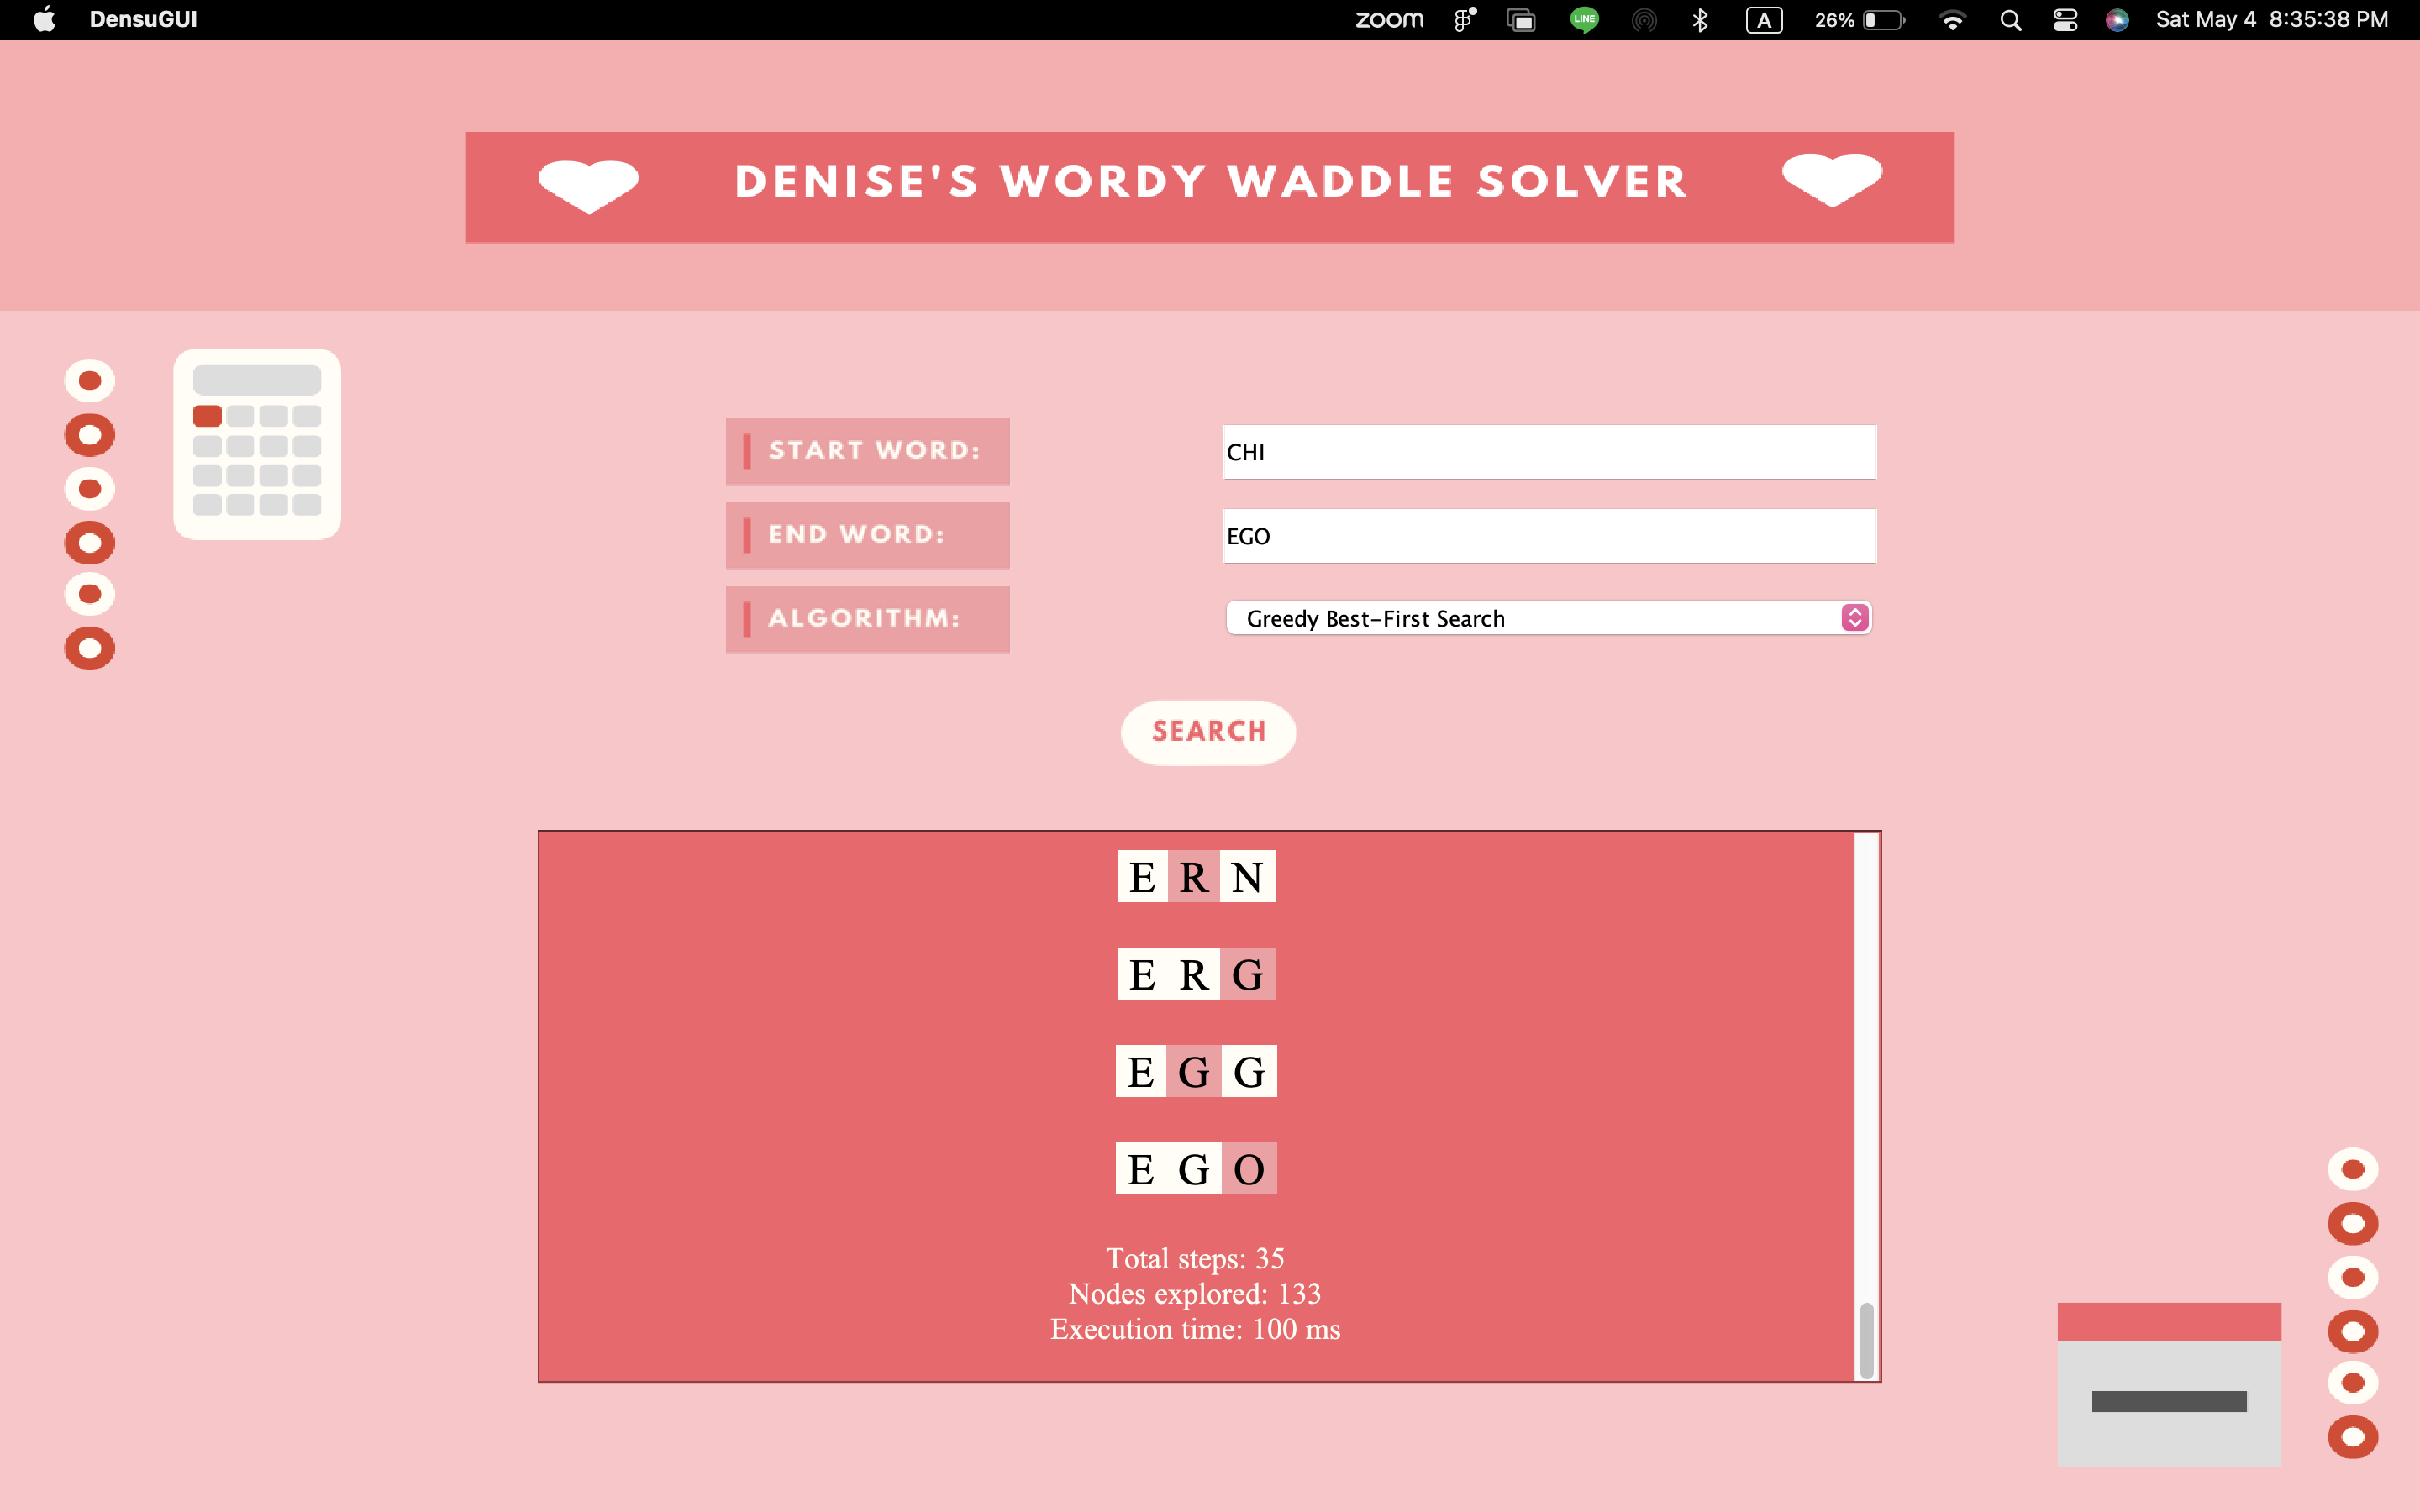 DensuGUI zoom LINE A 26% Sat May 4 8:35:38 PM
DENISE'S WORDY WADDLE SOLVER
START WORD: CHI
END WORD: EGO
ALGORITHM: Greedy Best-First Search
SEARCH
E R N
E R G
E G G
E G O
Total steps: 35
Nodes explored: 133
Execution time: 100 ms